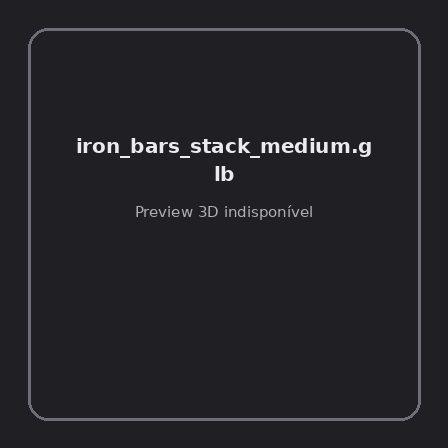 iron_bars_stack_medium.g
lb
Preview 3D indisponível